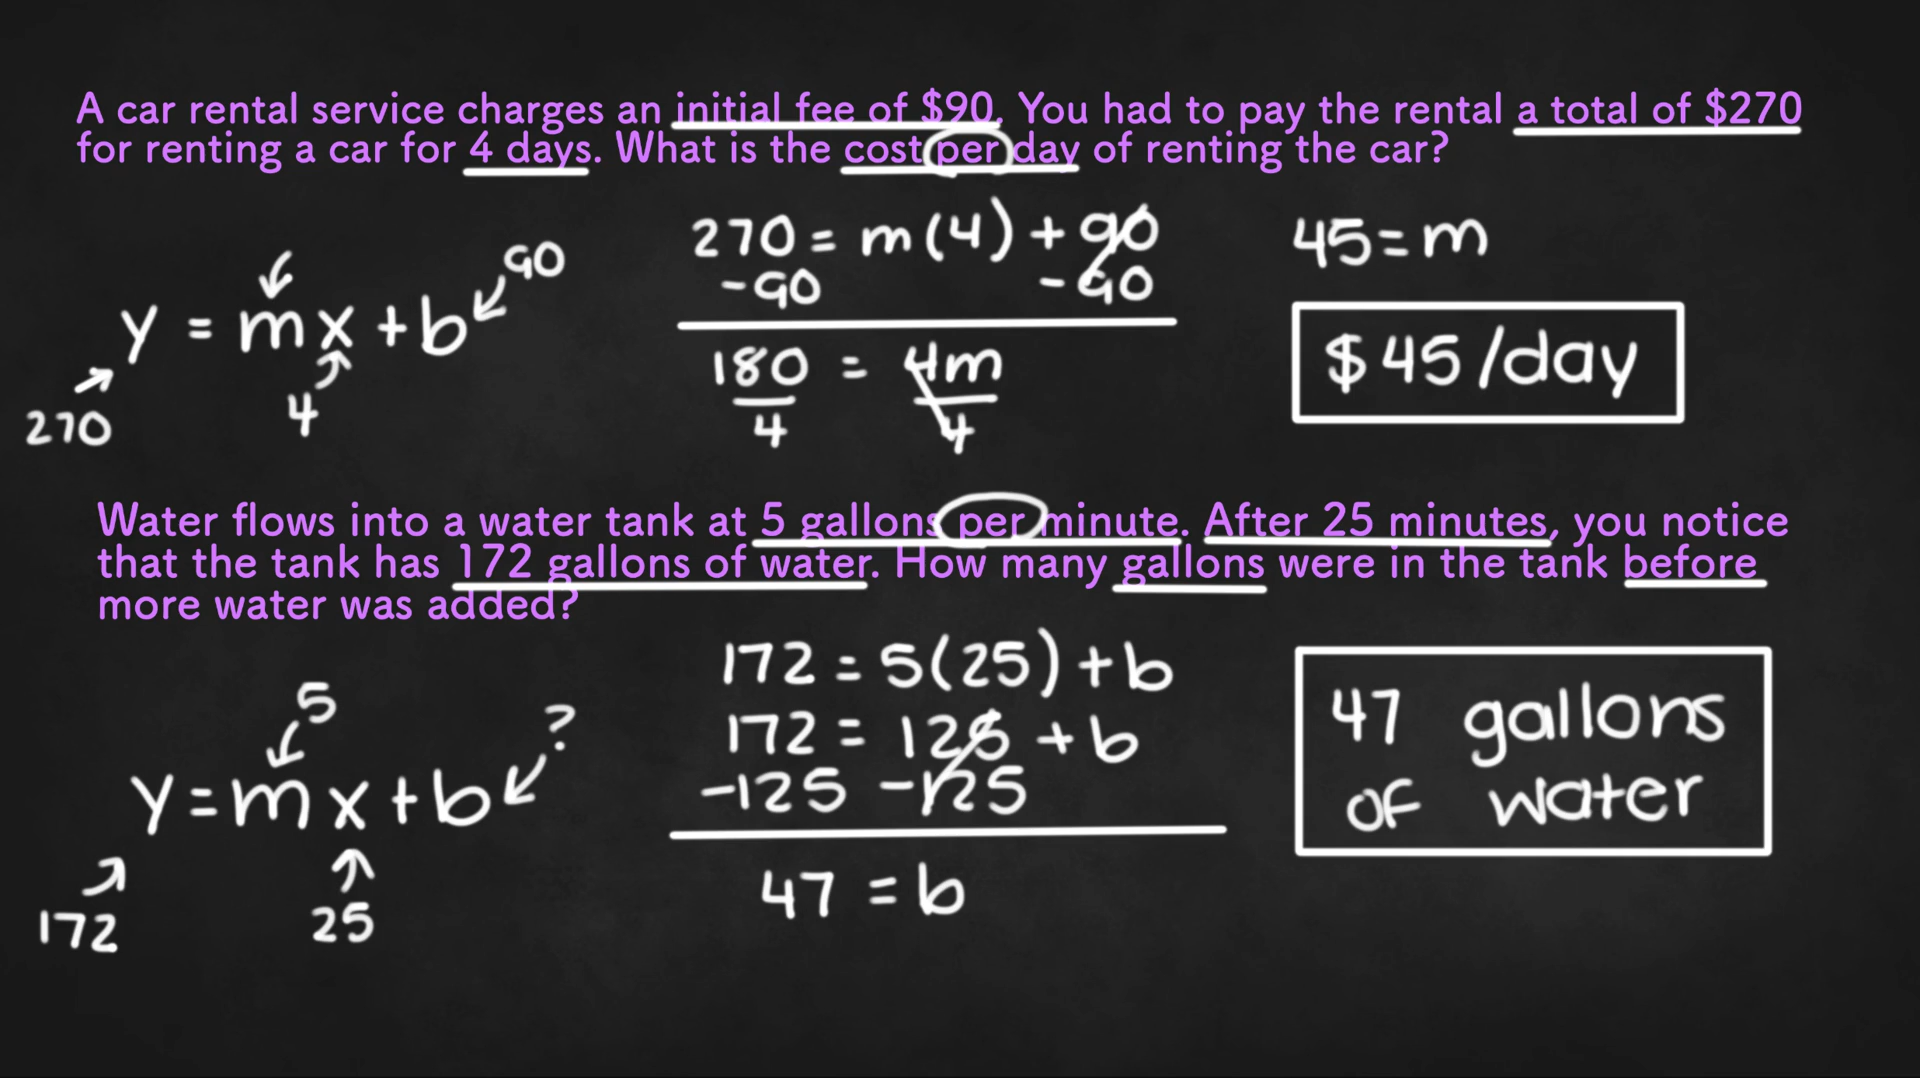 A car rental service charges an initial fee of $90. You had to pay the rental a total of $270
for renting a car for 4 days. What is the cost per day of renting the car?
y = mx + b
90
270
4
270 = m(4) + 90
-90 -90
180 = 4m
4 4
45 = m
$45/day
Water flows into a water tank at 5 gallons per minute. After 25 minutes, you notice
that the tank has 172 gallons of water. How many gallons were in the tank before
more water was added?
5
?
y = mx + b
172
25
172 = 5(25) + b
172 = 125 + b
-125 -125
47 = b
47 gallons
of water